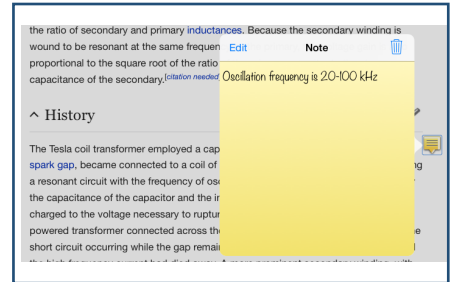 the ratio of secondary and primary inductances. Because the secondary winding is
wound to be resonant at the same frequen
proportional to the square root of the ratio
capacitance of the secondary.[citation needed]
Edit Note
Oscillation frequency is 20-100 kHz
^ History
The Tesla coil transformer employed a cap
spark gap, became connected to a coil of
a resonant circuit with the frequency of osc
the capacitance of the capacitor and the in
charged to the voltage necessary to ruptur
powered transformer connected across the
short circuit occurring while the gap remai